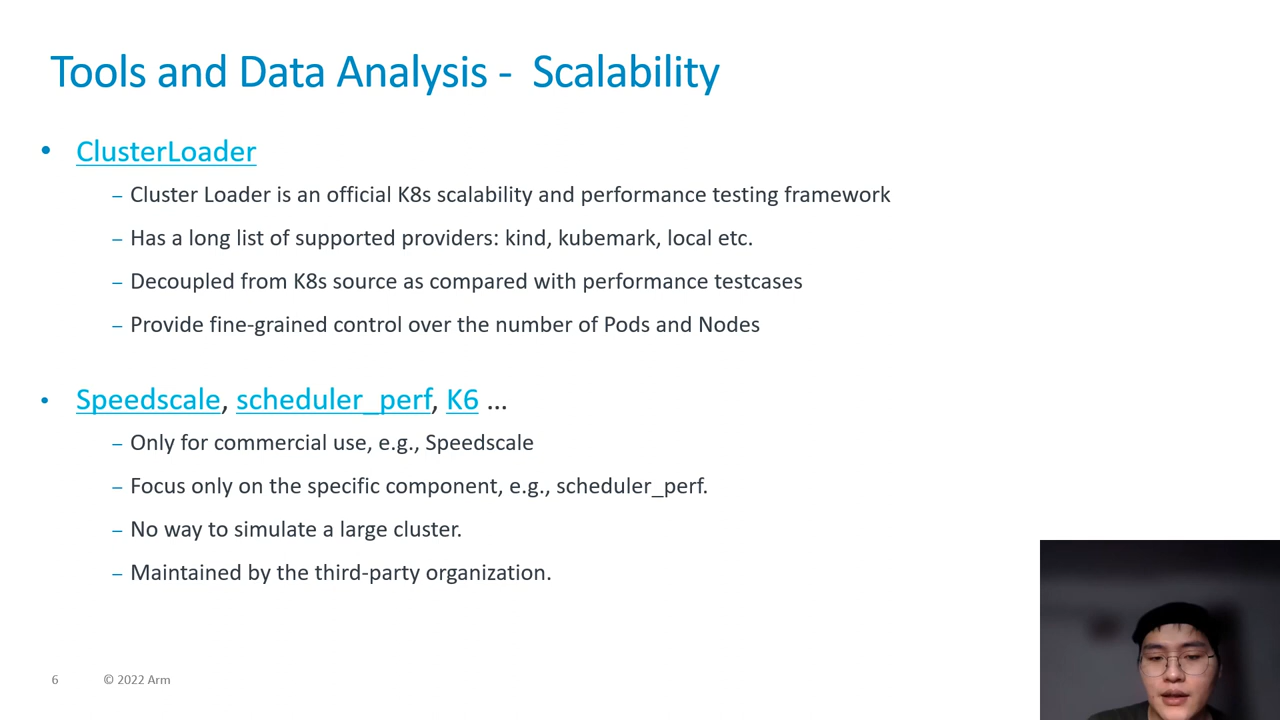 Tools and Data Analysis - Scalability
• ClusterLoader
– Cluster Loader is an official K8s scalability and performance testing framework
– Has a long list of supported providers: kind, kubemark, local etc.
– Decoupled from K8s source as compared with performance testcases
– Provide fine-grained control over the number of Pods and Nodes
• Speedscale, scheduler_perf, K6 ...
– Only for commercial use, e.g., Speedscale
– Focus only on the specific component, e.g., scheduler_perf.
– No way to simulate a large cluster.
– Maintained by the third-party organization.
6 © 2022 Arm